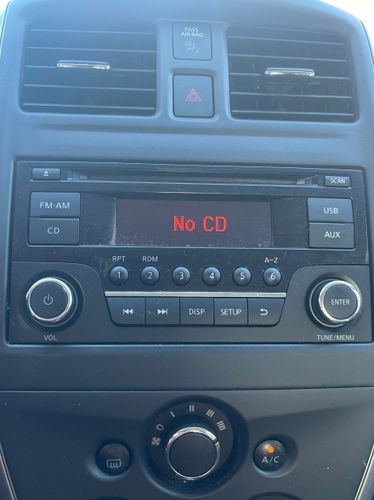 PASS
AIR BAG
SCAN
FM·AM
CD
No CD
USB
AUX
RPT RDM A–Z
1 2 3 4 5 6
DISP SETUP
VOL
ENTER
TUNE/MENU
A/C